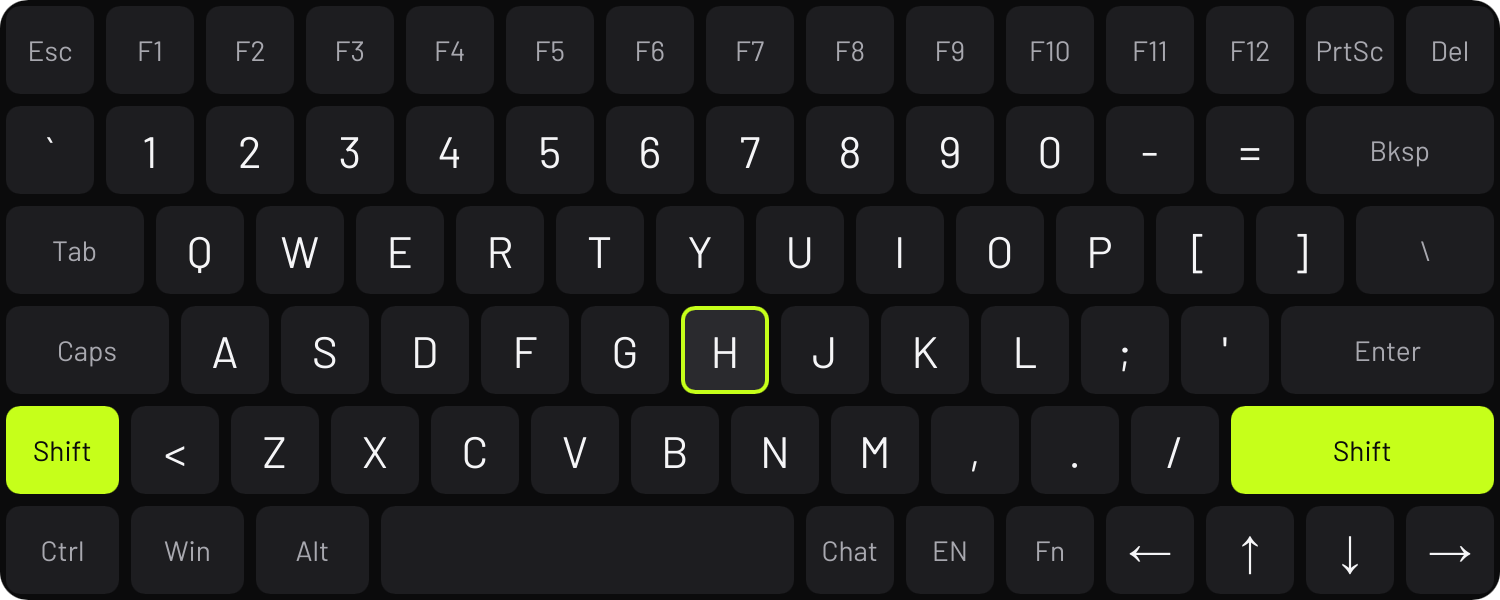 Esc F1 F2 F3 F4 F5 F6 F7 F8 F9 F10 F11 F12 PrtSc Del
` 1 2 3 4 5 6 7 8 9 0 - = Bksp
Tab Q W E R T Y U I O P [ ] \
Caps A S D F G H J K L ; ' Enter
Shift < Z X C V B N M , . / Shift
Ctrl Win Alt Chat EN Fn ← ↑ ↓ →